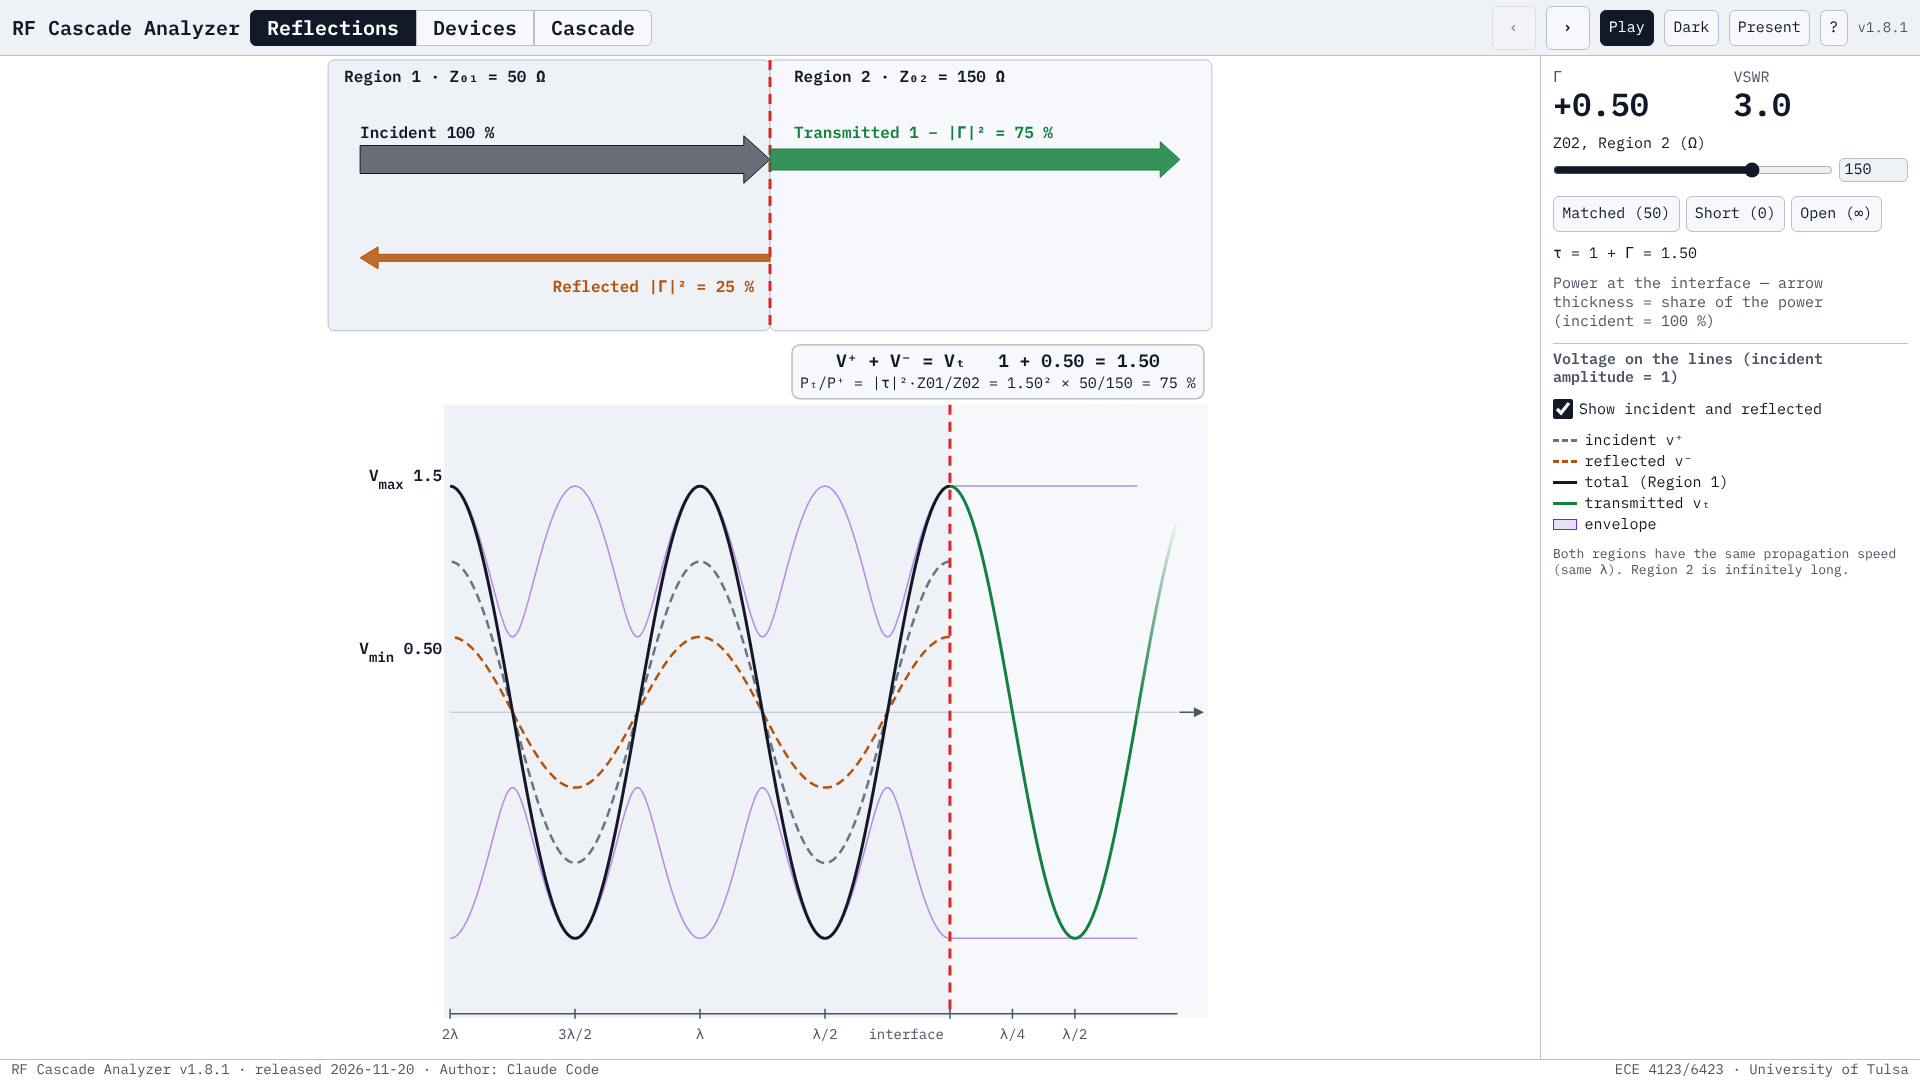 RF Cascade Analyzer Reflections Devices Cascade ‹ › Play Dark Present ? v1.8.1
Region 1 · Z₀₁ = 50 Ω
Region 2 · Z₀₂ = 150 Ω
Incident 100 %
Transmitted 1 − |Γ|² = 75 %
Reflected |Γ|² = 25 %
V⁺ + V⁻ = Vₜ 1 + 0.50 = 1.50
Pₜ/P⁺ = |τ|²·Z01/Z02 = 1.50² × 50/150 = 75 %
Vmax 1.5
Vmin 0.50
2λ 3λ/2 λ λ/2 interface λ/4 λ/2
Γ VSWR
+0.50 3.0
Z02, Region 2 (Ω)
150
Matched (50) Short (0) Open (∞)
τ = 1 + Γ = 1.50
Power at the interface — arrow
thickness = share of the power
(incident = 100 %)
Voltage on the lines (incident
amplitude = 1)
Show incident and reflected
incident v⁺
reflected v⁻
total (Region 1)
transmitted vₜ
envelope
Both regions have the same propagation speed
(same λ). Region 2 is infinitely long.
RF Cascade Analyzer v1.8.1 · released 2026-11-20 · Author: Claude Code
ECE 4123/6423 · University of Tulsa